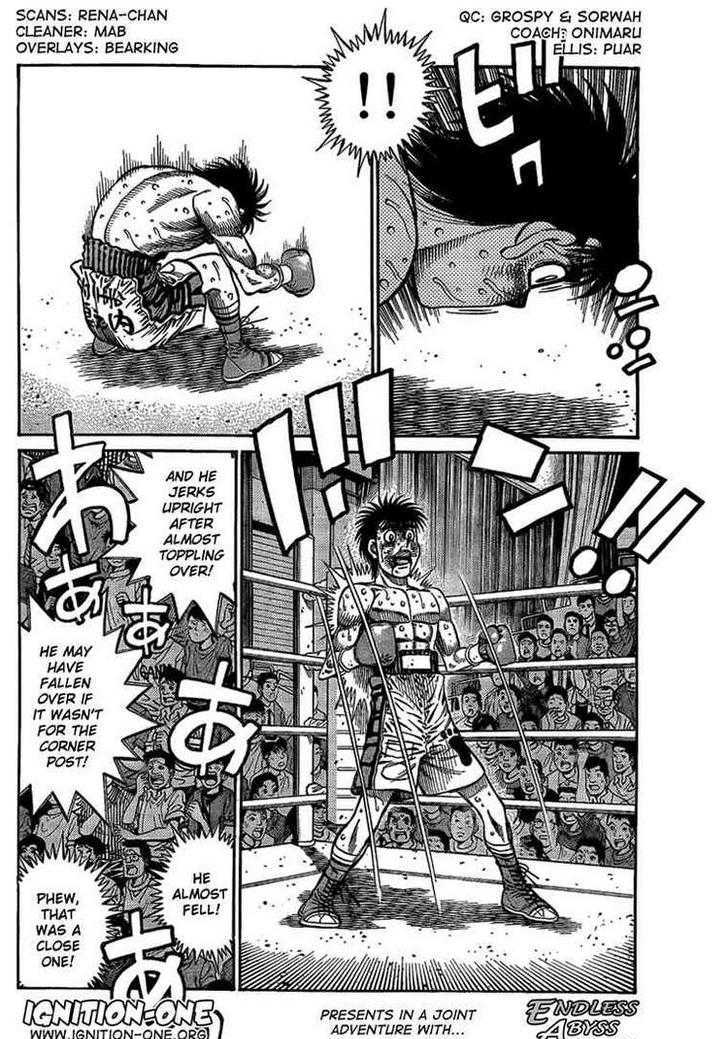 SCANS: RENA-CHAN
CLEANER: MAB
OVERLAYS: BEARKING
QC: GROSPY & SORWAH
COACH: ONIMARU
ELLIS: PUAR
!!
ビ
ク
わ
あ
あ
あ
あ
AND HE
JERKS
UPRIGHT
AFTER
ALMOST
TOPPLING
OVER!
HE MAY
HAVE
FALLEN
OVER IF
IT WASN'T
FOR THE
CORNER
POST!
HE
ALMOST
FELL!
PHEW,
THAT
WAS A
CLOSE
ONE!
IGNITION-ONE
WWW.IGNITION-ONE.ORG
PRESENTS IN A JOINT
ADVENTURE WITH...
ENDLESS
ABYSS